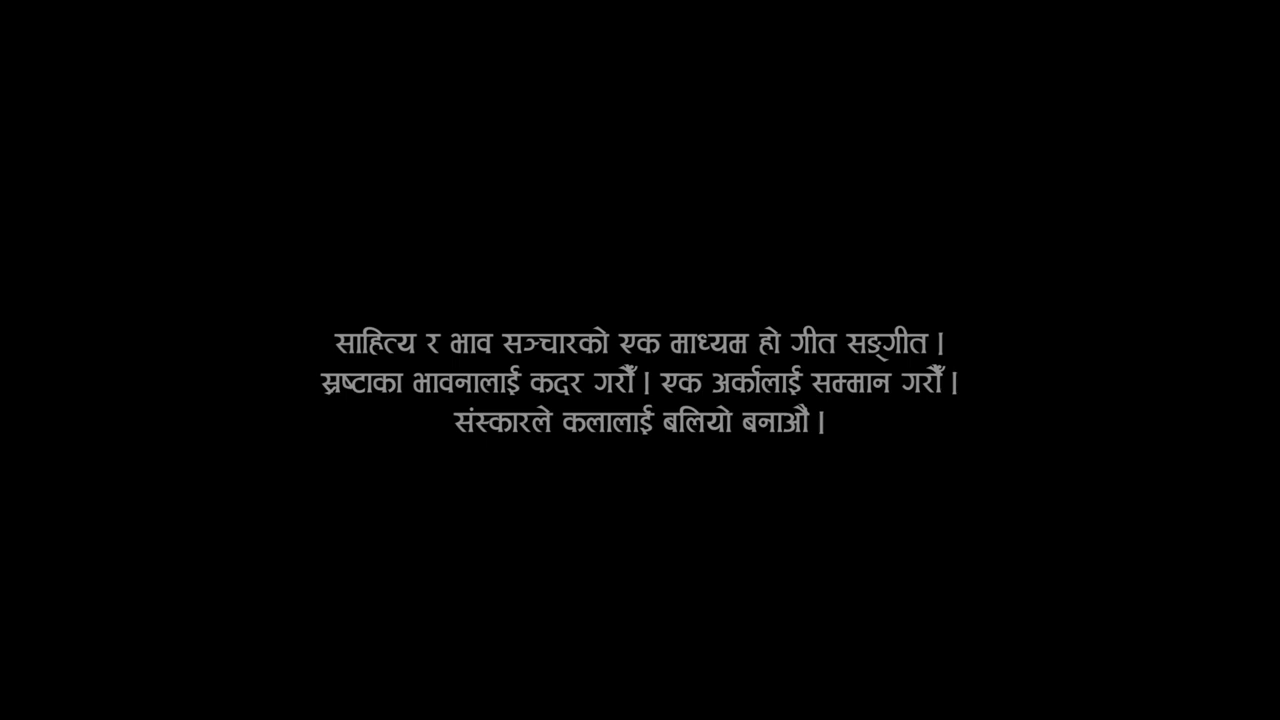 साहित्य र भाव सञ्चारको एक माध्यम हो गीत सङ्गीत।
स्रष्टाका भावनालाई कदर गरौँ। एक अर्कालाई सम्मान गरौँ।
संस्कारले कलालाई बलियो बनाऔ।